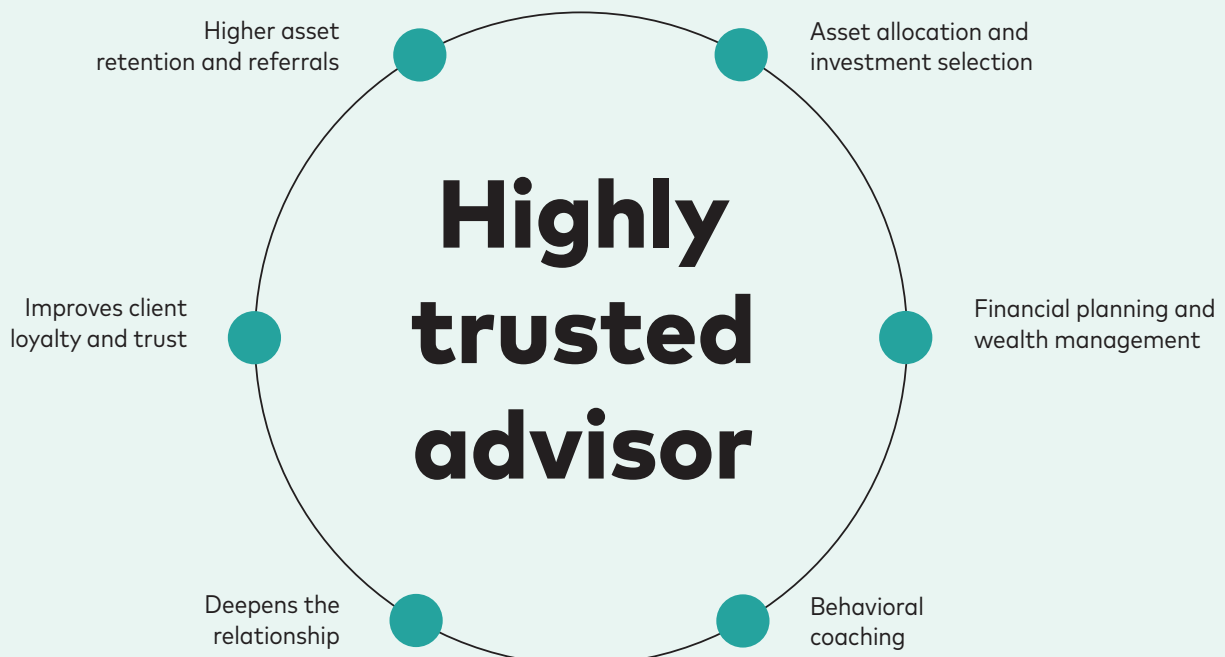 Higher asset
retention and referrals
Asset allocation and
investment selection
Highly
trusted
advisor
Improves client
loyalty and trust
Financial planning and
wealth management
Deepens the
relationship
Behavioral
coaching